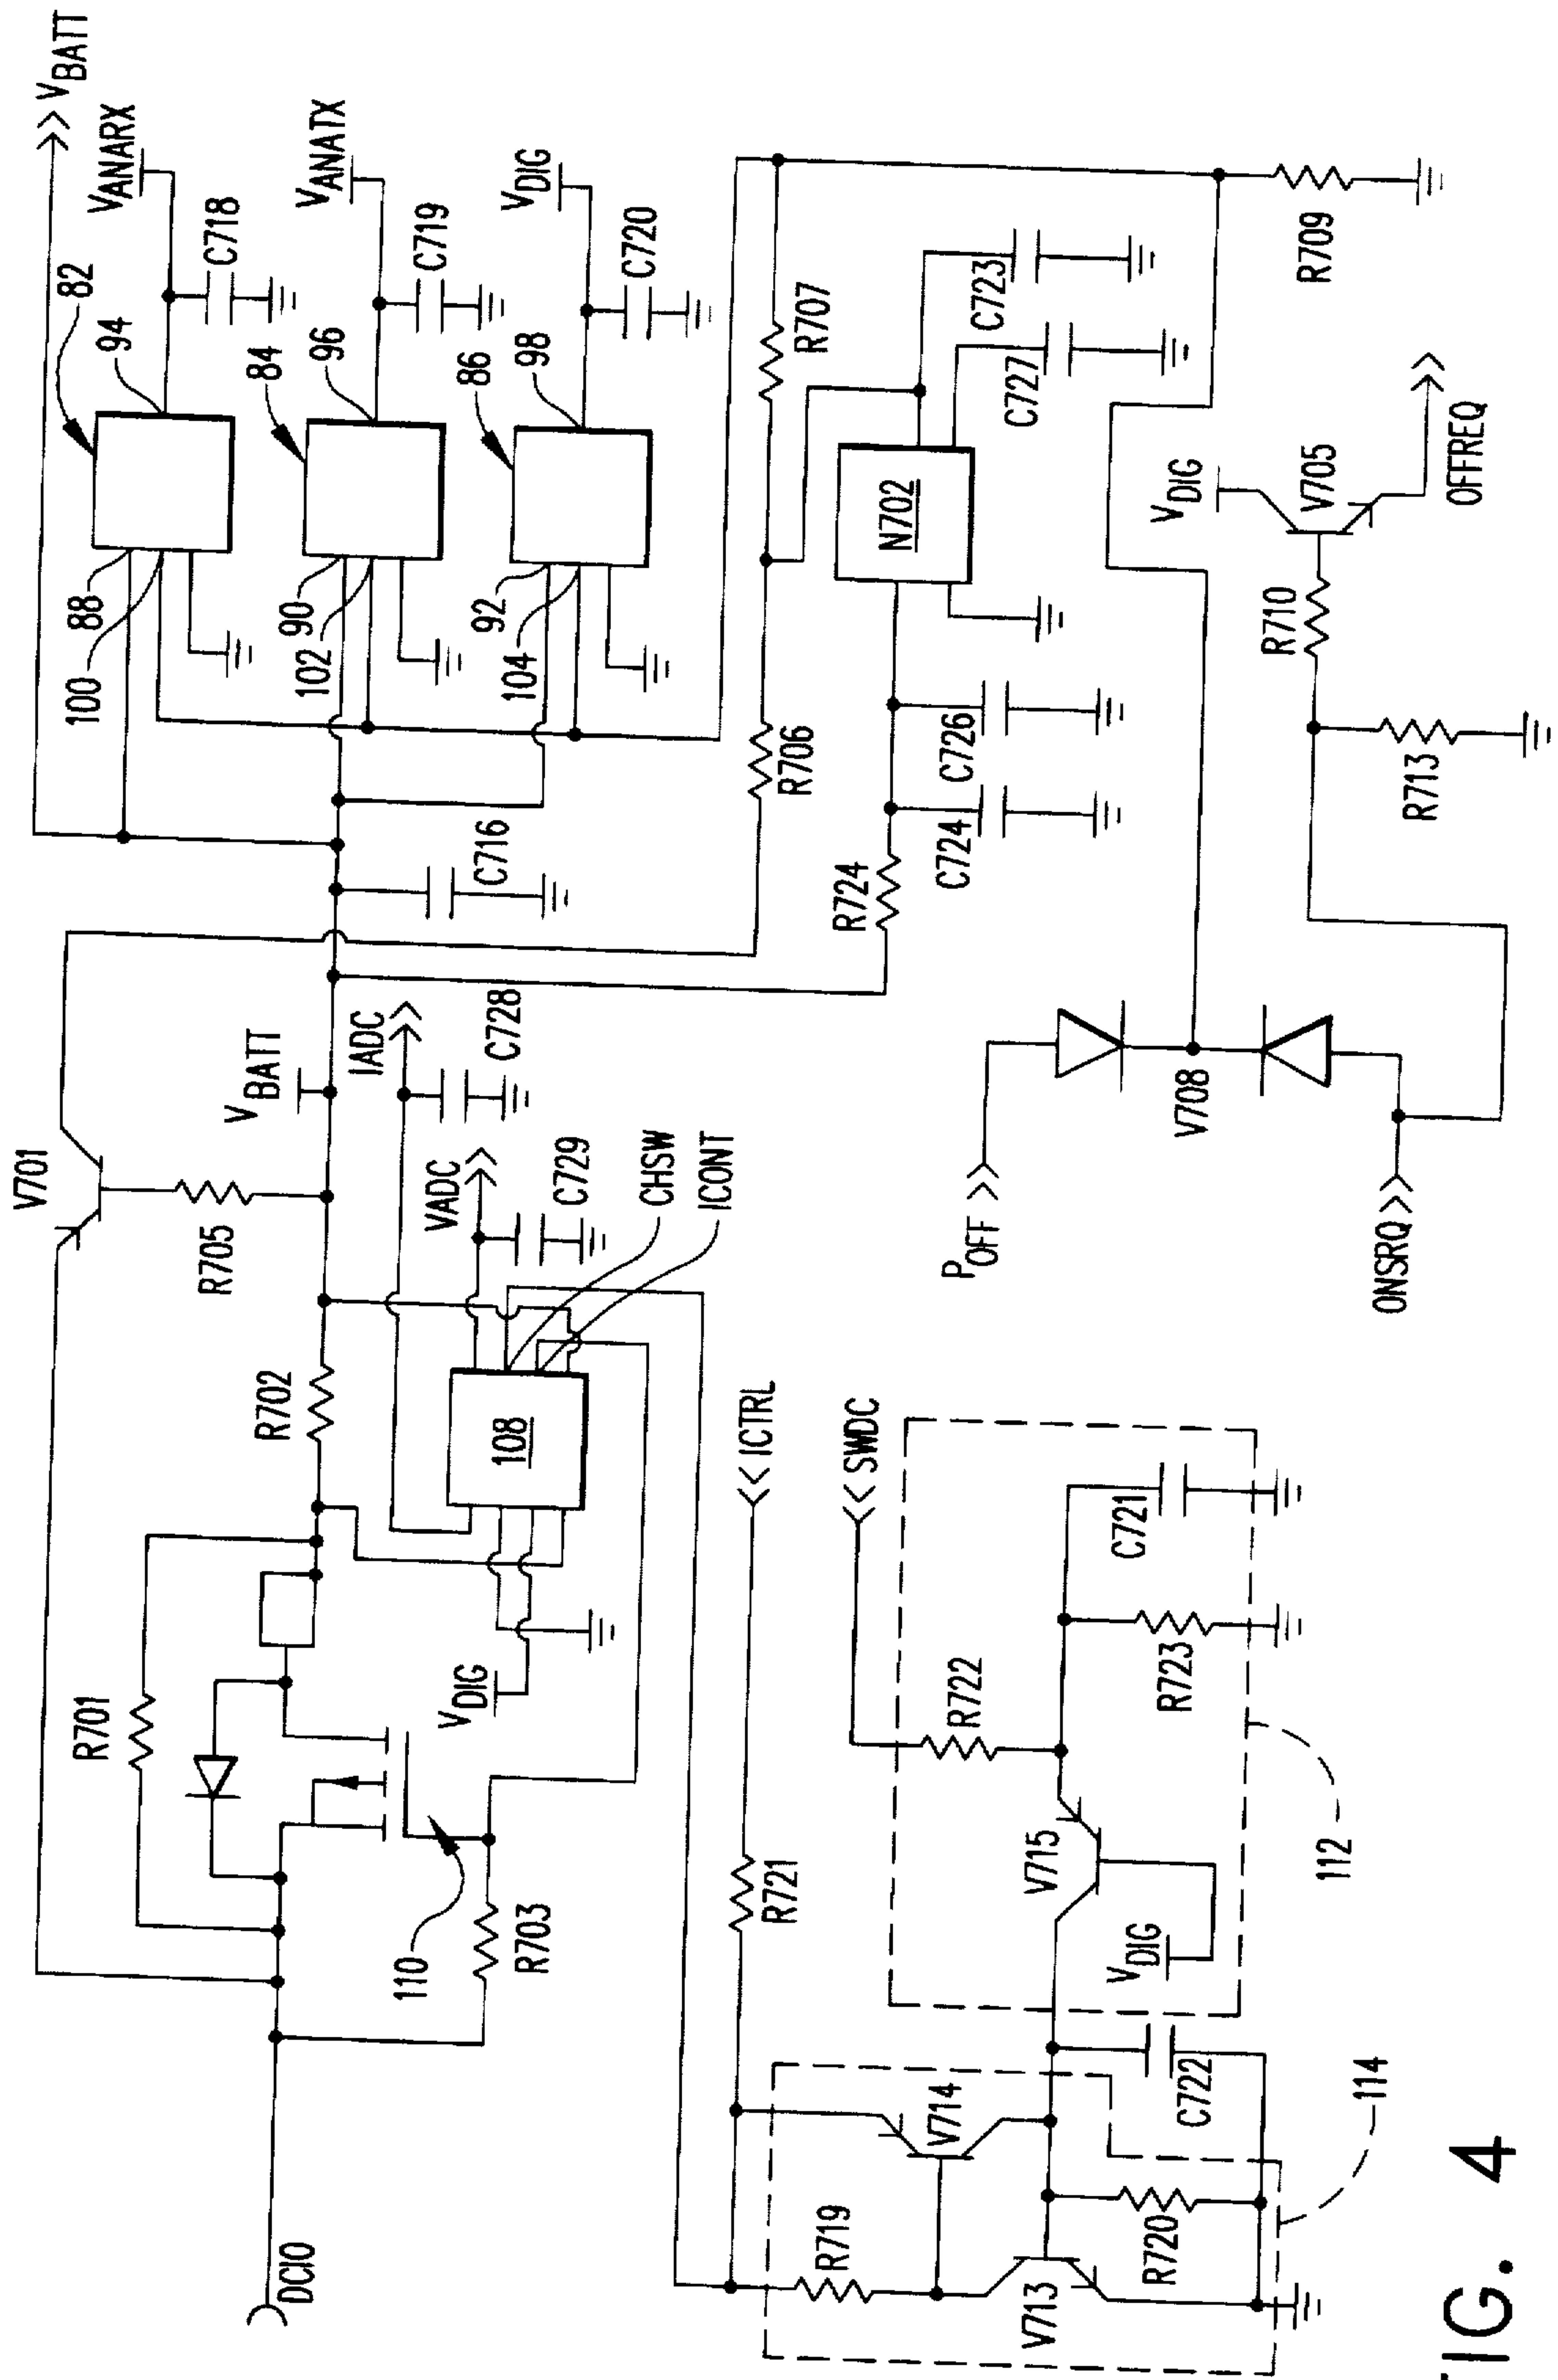 DCIO
R701
110
R703
V701
R705
R702
VBATT
IADC
C728
VADC
C729
CHSW
ICONT
108
VDIG
C716
>> VBATT
82
88
94
100
VANARX
C718
84
90
96
102
VANATX
C719
86
92
98
104
VDIG
C720
R706
R707
R724
C724
C726
N702
C727
C723
R709
POFF >>
V708
ONSRQ >>
R713
R710
VDIG
V705
OFFREQ
<< ICTRL
R721
<< SWDC
R722
R723
C721
V715
VDIG
112
R719
V714
V713
R720
C722
114
FIG. 4